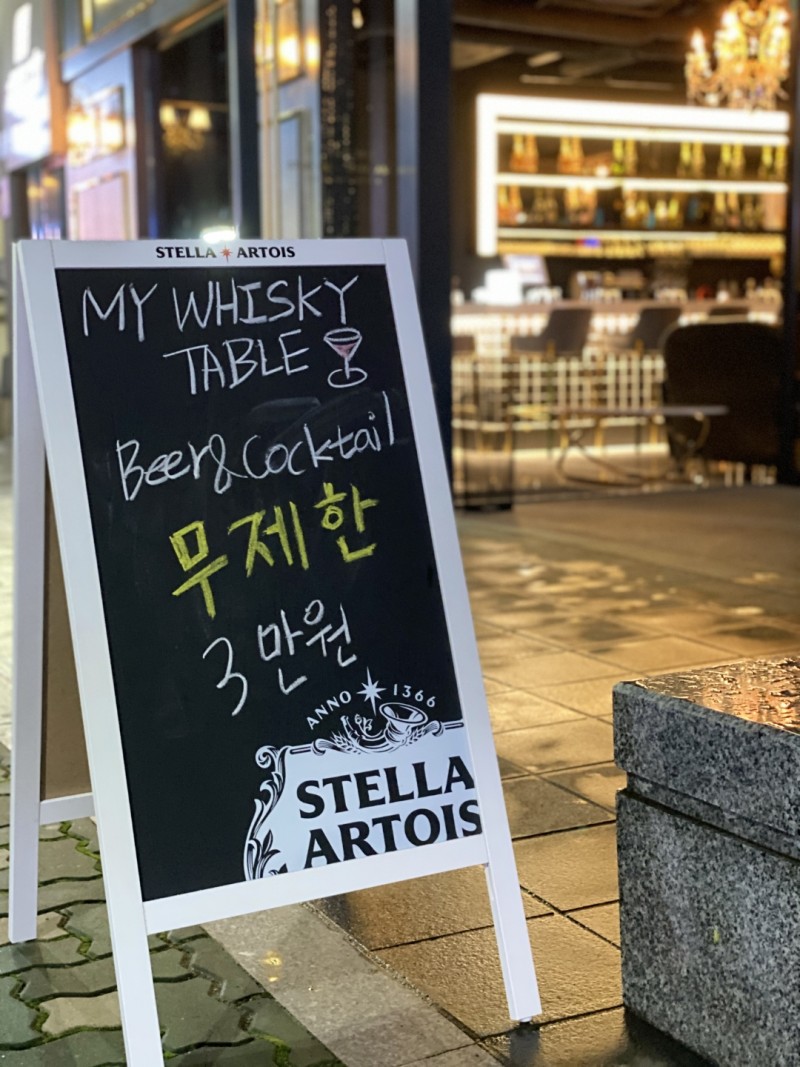 STELLA ARTOIS
MY WHISKY
TABLE
Beer & Cocktail
무제한
3만원
ANNO 1366
STELLA
ARTOIS